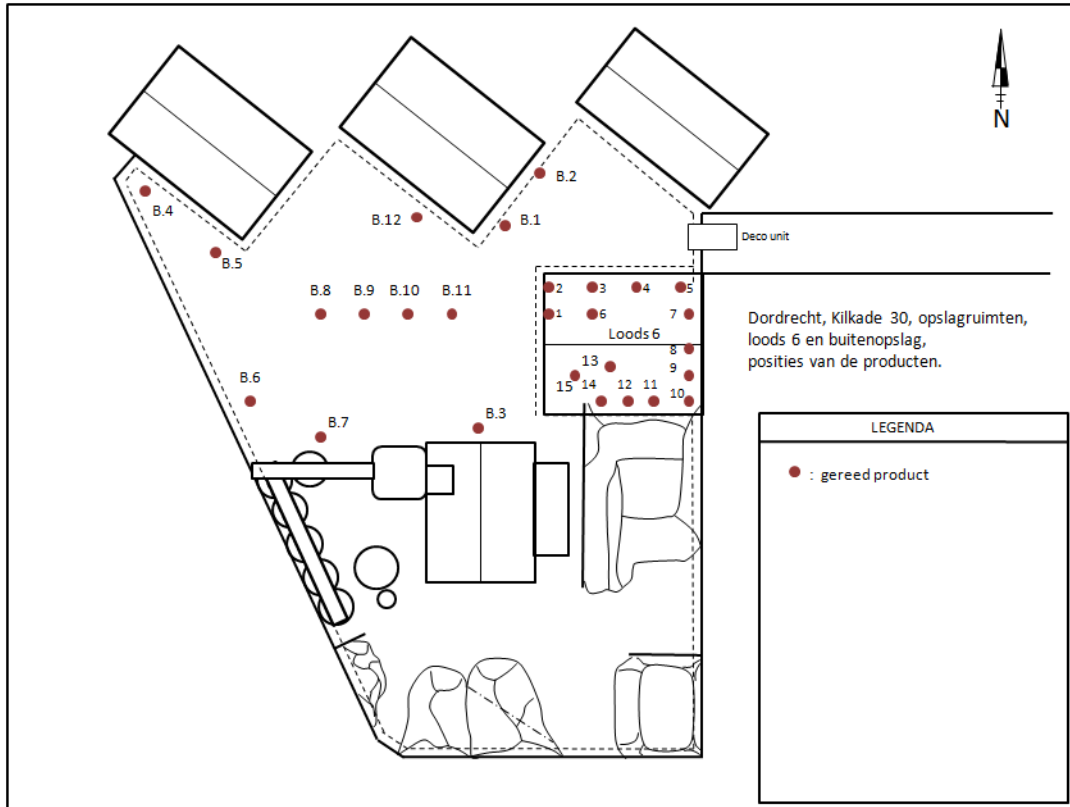 N
B.2
B.4
B.12
B.1
Deco unit
B.5
2
3
4
5
B.8
B.9
B.10
B.11
1
6
7
Dordrecht, Kilkade 30, opslagruimten,
loods 6 en buitenopslag,
posities van de producten.
Loods 6
8
13
9
15
14
12
11
10
B.6
B.3
B.7
LEGENDA
: gereed product